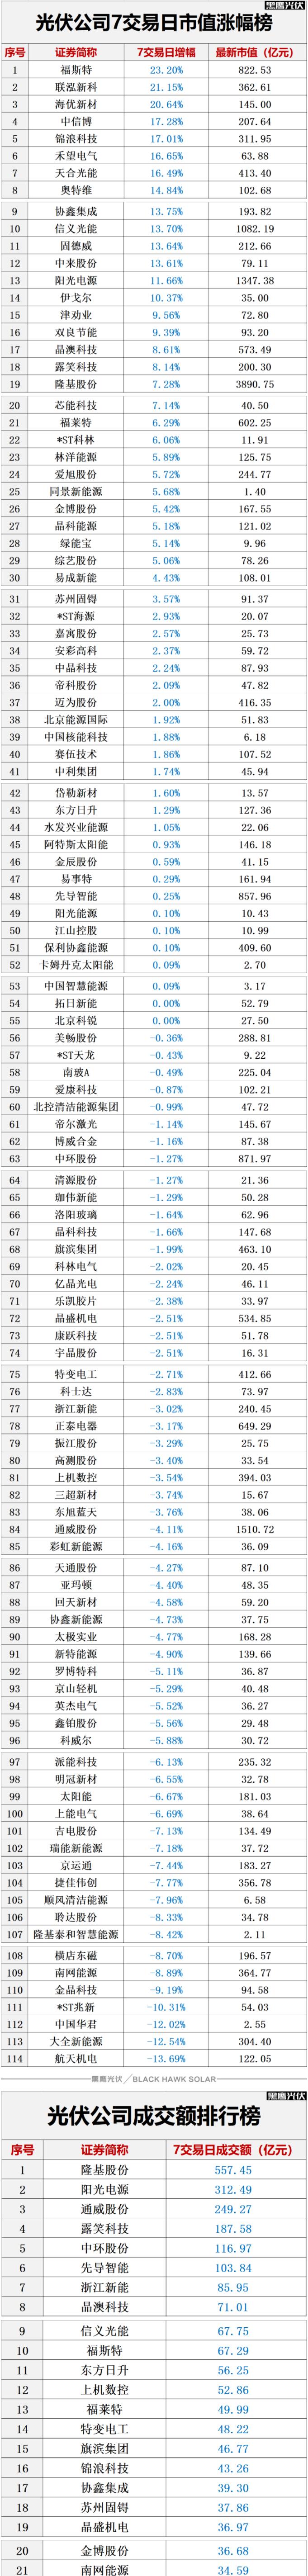 黑鹰光伏
光伏公司7交易日市值涨幅榜
序号 证券简称 7交易日增幅 最新市值（亿元）
1 福斯特 23.20% 822.53
2 联泓新科 21.15% 362.61
3 海优新材 20.64% 145.00
4 中信博 17.28% 207.64
5 锦浪科技 17.01% 311.95
6 禾望电气 16.65% 63.88
7 天合光能 16.49% 413.40
8 奥特维 14.84% 102.68
9 协鑫集成 13.75% 193.82
10 信义光能 13.70% 1082.19
11 固德威 13.64% 212.66
12 中来股份 13.61% 79.11
13 阳光电源 11.66% 1347.38
14 伊戈尔 10.37% 35.00
15 津劝业 9.56% 72.80
16 双良节能 9.39% 93.20
17 晶澳科技 8.61% 573.49
18 露笑科技 8.14% 200.30
19 隆基股份 7.28% 3890.75
20 芯能科技 7.14% 40.50
21 福莱特 6.29% 602.25
22 *ST科林 6.06% 11.91
23 林洋能源 5.89% 125.75
24 爱旭股份 5.72% 244.77
25 同景新能源 5.68% 1.40
26 金博股份 5.42% 167.55
27 晶科能源 5.18% 121.02
28 绿能宝 5.14% 9.96
29 综艺股份 5.06% 78.26
30 易成新能 4.43% 108.01
31 苏州固锝 3.57% 91.37
32 *ST海源 2.93% 20.07
33 嘉寓股份 2.57% 25.73
34 安彩高科 2.37% 59.72
35 中晶科技 2.24% 87.93
36 帝科股份 2.09% 47.82
37 迈为股份 2.00% 416.35
38 北京能源国际 1.92% 51.83
39 中国核能科技 1.88% 6.18
40 赛伍技术 1.86% 107.52
41 中利集团 1.74% 45.94
42 岱勒新材 1.60% 13.57
43 东方日升 1.29% 127.36
44 水发兴业能源 1.05% 22.06
45 阿特斯太阳能 0.93% 146.18
46 金辰股份 0.59% 41.15
47 易事特 0.29% 161.94
48 先导智能 0.25% 857.96
49 阳光能源 0.10% 10.43
50 江山控股 0.10% 10.99
51 保利协鑫能源 0.10% 409.60
52 卡姆丹克太阳能 0.09% 2.70
53 中国智慧能源 0.09% 3.17
54 拓日新能 0.00% 52.79
55 北京科锐 0.00% 27.50
56 美畅股份 -0.36% 288.81
57 *ST天龙 -0.43% 9.22
58 南玻A -0.49% 225.04
59 爱康科技 -0.87% 102.21
60 北控清洁能源集团 -0.99% 47.72
61 帝尔激光 -1.14% 145.67
62 博威合金 -1.16% 87.38
63 中环股份 -1.27% 871.97
64 清源股份 -1.27% 21.36
65 珈伟新能 -1.29% 50.28
66 洛阳玻璃 -1.64% 62.96
67 晶科科技 -1.66% 147.68
68 旗滨集团 -1.99% 463.10
69 科林电气 -2.02% 20.45
70 亿晶光电 -2.24% 46.11
71 乐凯胶片 -2.38% 33.97
72 晶盛机电 -2.51% 534.85
73 康跃科技 -2.51% 51.78
74 宇晶股份 -2.51% 16.31
75 特变电工 -2.71% 412.66
76 科士达 -2.83% 73.97
77 浙江新能 -3.02% 240.45
78 正泰电器 -3.17% 649.29
79 振江股份 -3.29% 25.75
80 高测股份 -3.40% 33.54
81 上机数控 -3.54% 394.03
82 三超新材 -3.74% 15.67
83 东旭蓝天 -3.76% 38.06
84 通威股份 -4.11% 1510.72
85 彩虹新能源 -4.16% 36.09
86 天通股份 -4.27% 87.10
87 亚玛顿 -4.40% 48.35
88 回天新材 -4.58% 59.20
89 协鑫新能源 -4.73% 37.75
90 太极实业 -4.77% 168.28
91 新特能源 -4.90% 139.66
92 罗博特科 -5.11% 36.87
93 京山轻机 -5.29% 40.48
94 英杰电气 -5.52% 36.27
95 鑫铂股份 -5.56% 29.48
96 科威尔 -5.88% 30.72
97 派能科技 -6.13% 235.32
98 明冠新材 -6.55% 32.78
99 太阳能 -6.67% 181.03
100 上能电气 -6.69% 38.64
101 吉电股份 -7.13% 134.49
102 瑞能新能源 -7.18% 37.72
103 京运通 -7.44% 183.27
104 捷佳伟创 -7.77% 356.78
105 顺风清洁能源 -7.96% 6.58
106 聆达股份 -8.33% 34.78
107 隆基泰和智慧能源 -8.42% 2.11
108 横店东磁 -8.70% 196.57
109 南网能源 -8.89% 364.77
110 金晶科技 -9.19% 94.58
111 *ST兆新 -10.31% 54.03
112 中国华君 -12.02% 2.55
113 大全新能源 -12.54% 304.40
114 航天机电 -13.69% 122.05
黑鹰光伏／BLACK HAWK SOLAR
黑鹰光伏
光伏公司成交额排行榜
序号 证券简称 7交易日成交额（亿元）
1 隆基股份 557.45
2 阳光电源 312.49
3 通威股份 249.27
4 露笑科技 187.58
5 中环股份 116.97
6 先导智能 103.84
7 浙江新能 85.95
8 晶澳科技 71.01
9 信义光能 67.75
10 福斯特 67.29
11 东方日升 56.25
12 上机数控 52.86
13 福莱特 49.99
14 特变电工 48.22
15 旗滨集团 46.77
16 锦浪科技 43.26
17 协鑫集成 39.30
18 苏州固锝 37.86
19 晶盛机电 36.97
20 金博股份 36.68
21 南网能源 34.59